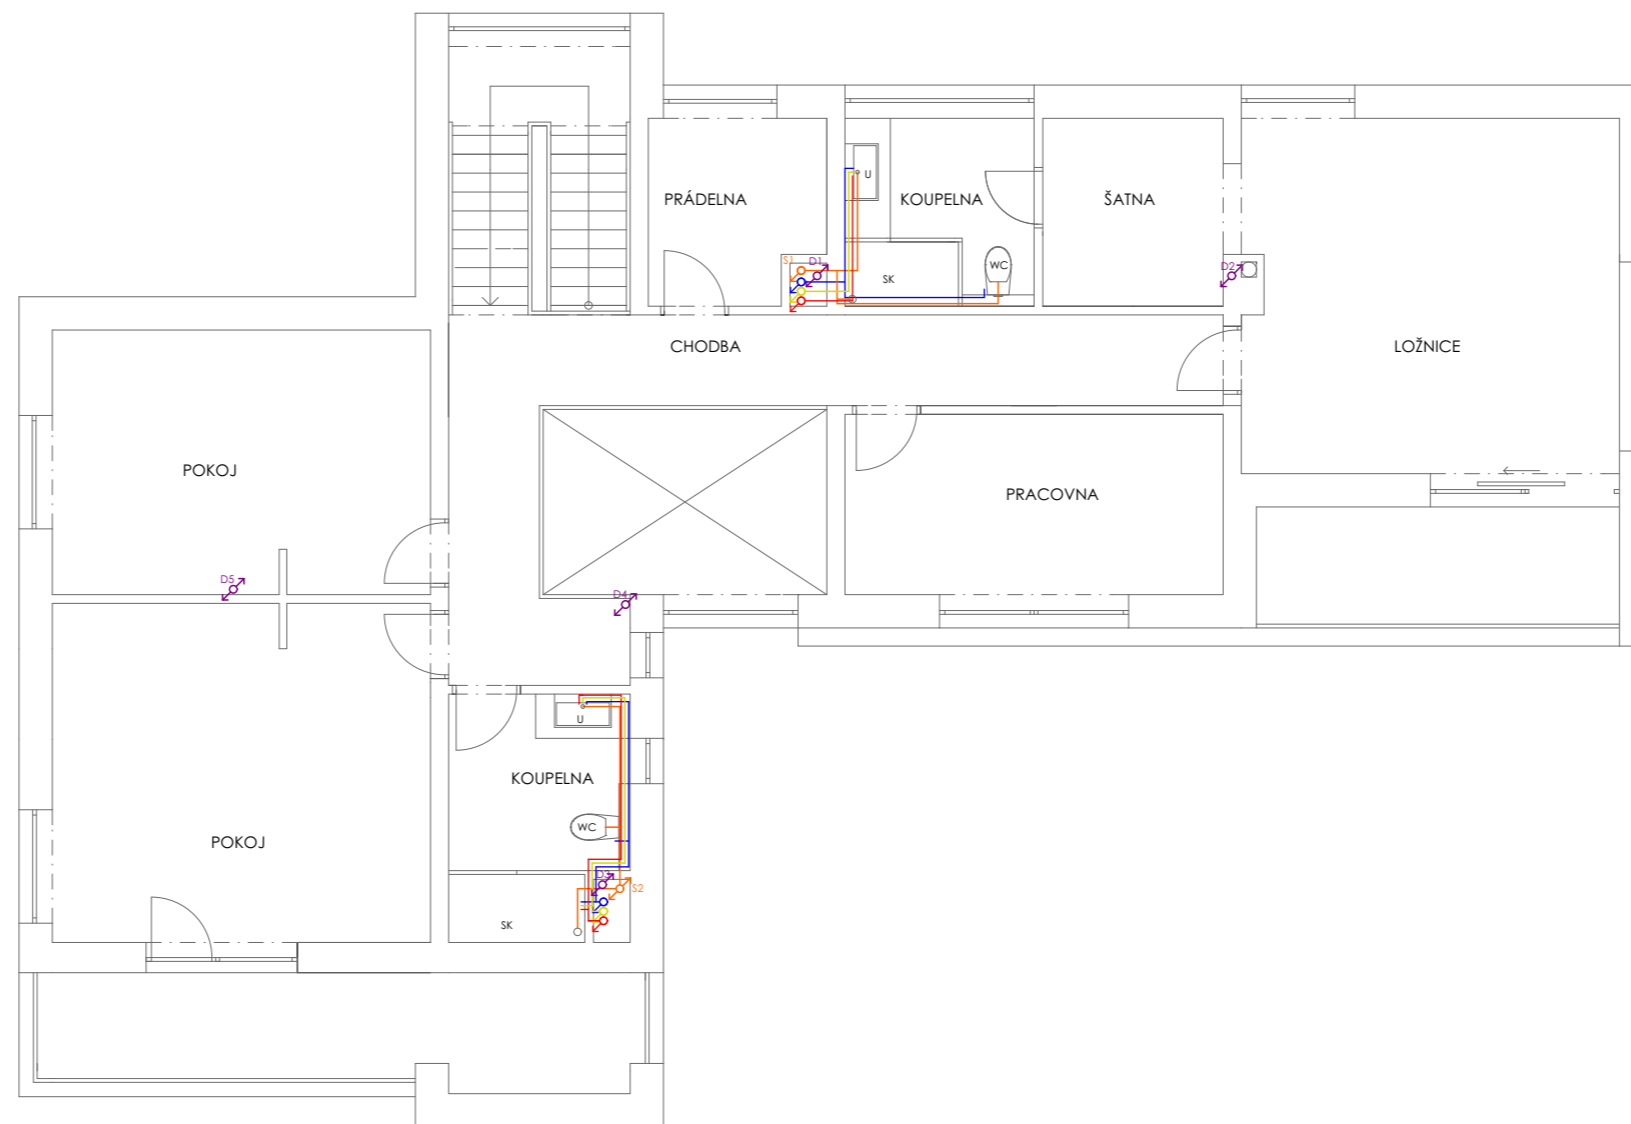 U
PRÁDELNA
KOUPELNA
ŠATNA
S1
D1
WC
D2
SK
CHODBA
LOŽNICE
POKOJ
PRACOVNA
D5
D4
U
KOUPELNA
WC
POKOJ
D3
S2
SK